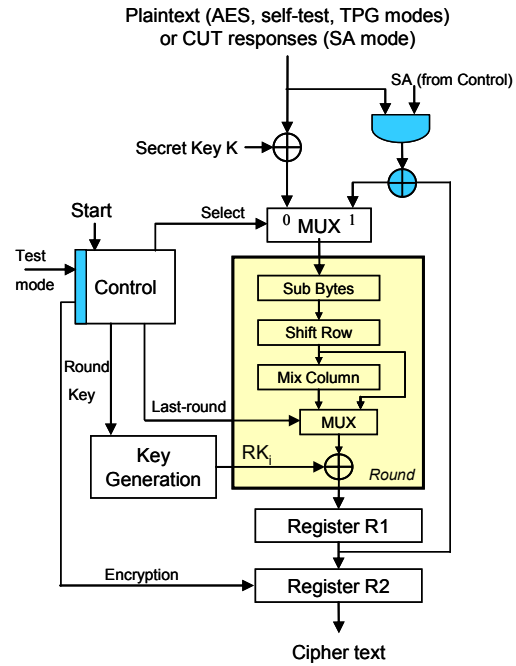 Plaintext (AES, self-test, TPG modes)
or CUT responses (SA mode)
SA (from Control)
Secret Key K
Start
Select
0 MUX 1
Test
mode
Control
Sub Bytes
Shift Row
Round
Key
Mix Column
Last-round
MUX
Key
Generation
RKi
Round
Register R1
Encryption
Register R2
Cipher text